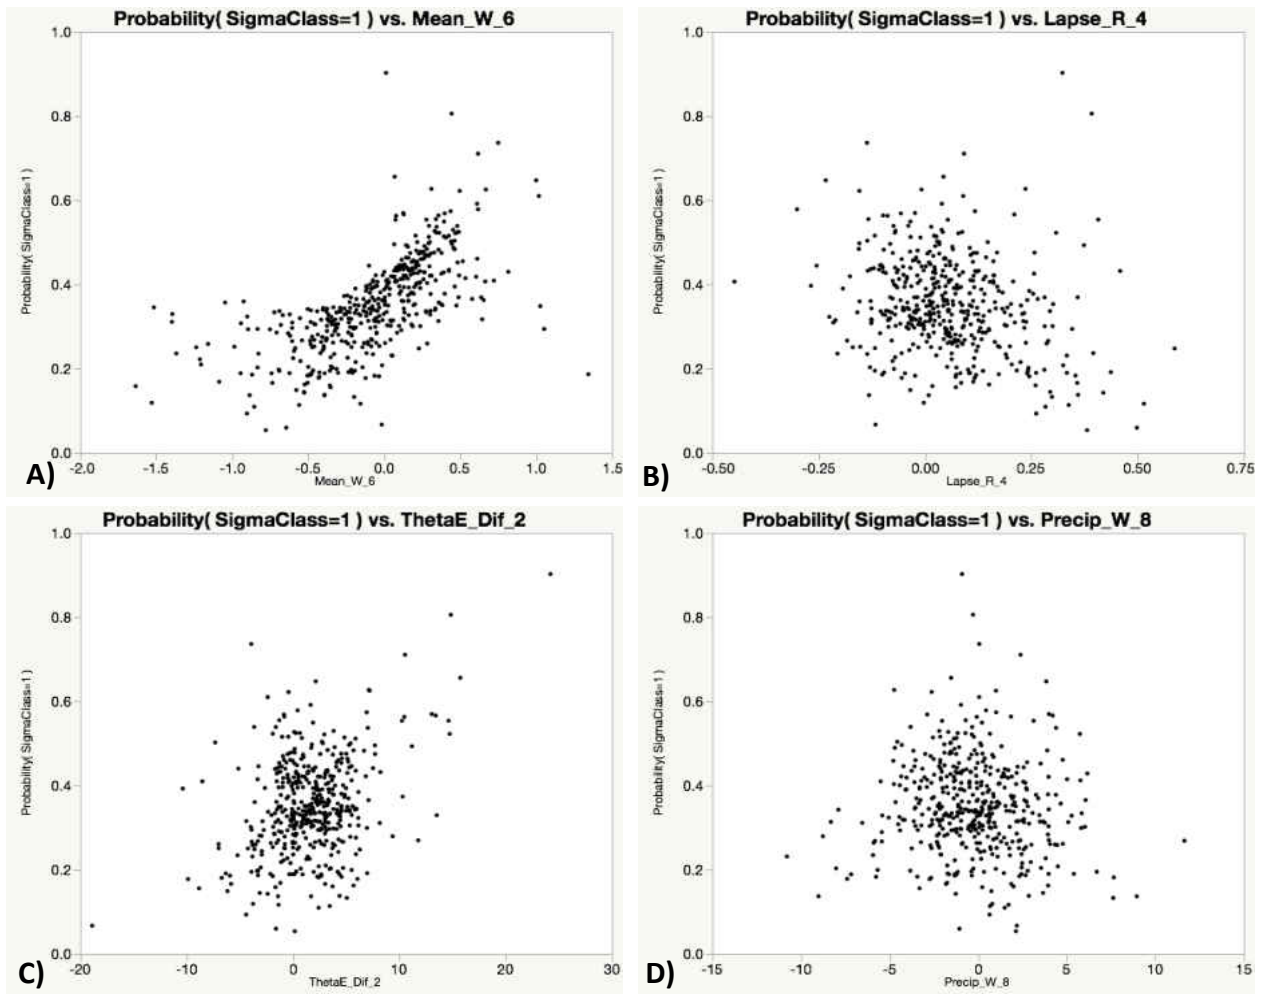 Probability( SigmaClass=1 ) vs. Mean_W_6
1.0
0.8
0.6
0.4
0.2
0.0
Probability( SigmaClass=1 )
-2.0 -1.5 -1.0 -0.5 0.0 0.5 1.0 1.5
Mean_W_6
A)
Probability( SigmaClass=1 ) vs. Lapse_R_4
1.0
0.8
0.6
0.4
0.2
0.0
Probability( SigmaClass=1 )
-0.50 -0.25 0.00 0.25 0.50 0.75
Lapse_R_4
B)
Probability( SigmaClass=1 ) vs. ThetaE_Dif_2
1.0
0.8
0.6
0.4
0.2
0.0
Probability( SigmaClass=1 )
-20 -10 0 10 20 30
ThetaE_Dif_2
C)
Probability( SigmaClass=1 ) vs. Precip_W_8
1.0
0.8
0.6
0.4
0.2
0.0
Probability( SigmaClass=1 )
-15 -10 -5 0 5 10 15
Precip_W_8
D)